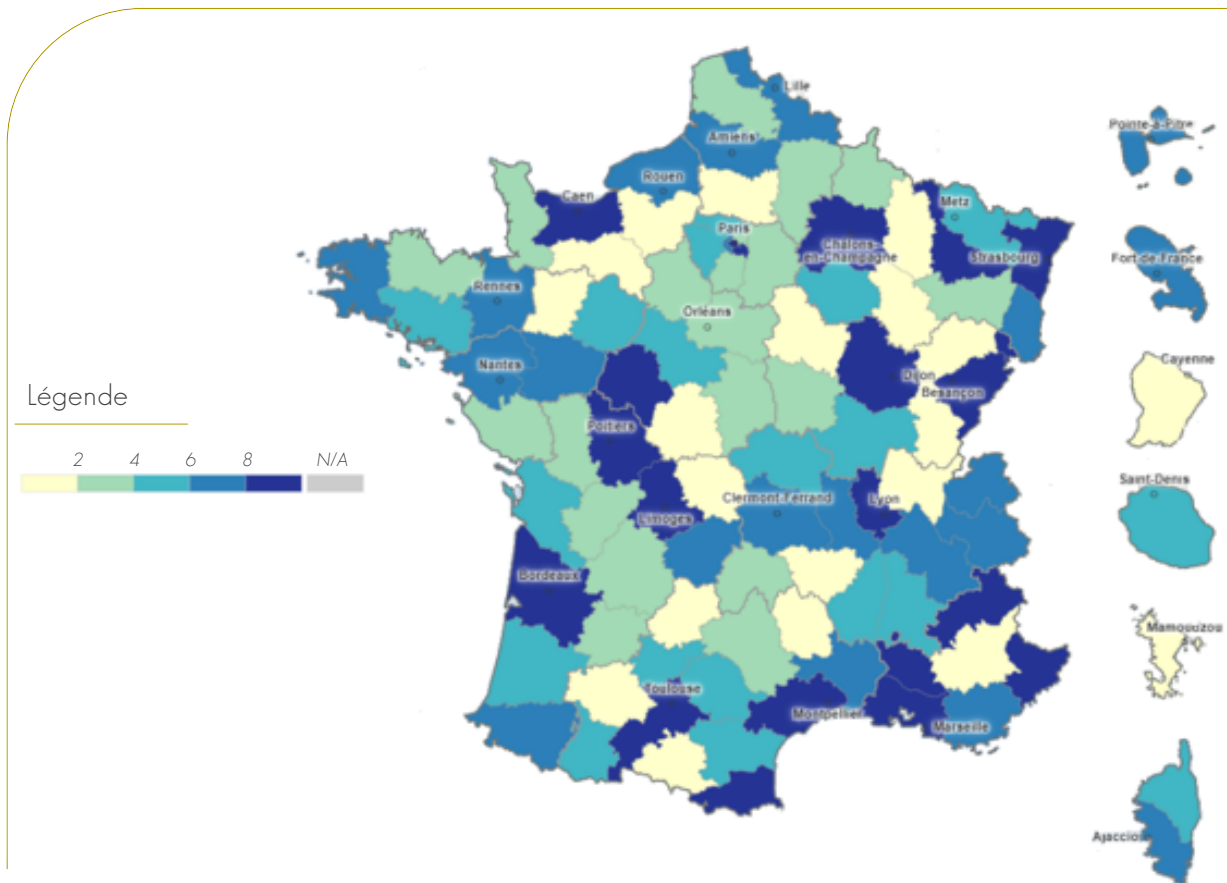 Lille
Pointe-à-Pitre
Amiens
Rouen
Caen
Metz
Paris
Châlons-
en-Champagne
Strasbourg
Fort-de-France
Rennes
Orléans
Cayenne
Nantes
Dijon
Besançon
Légende
Poitiers
2 4 6 8 N/A
Saint-Denis
Clermont-Ferrand
Lyon
Limoges
Bordeaux
Mamoudzou
Toulouse
Montpellier
Marseille
Ajaccio